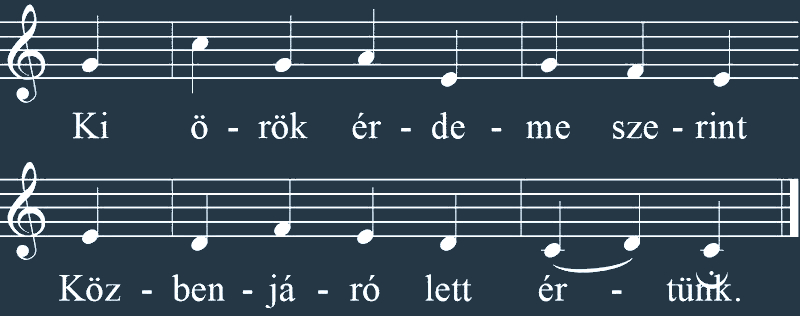 Ki ö - rök ér - de - me sze - rint
Köz - ben - já - ró lett ér - tünk.